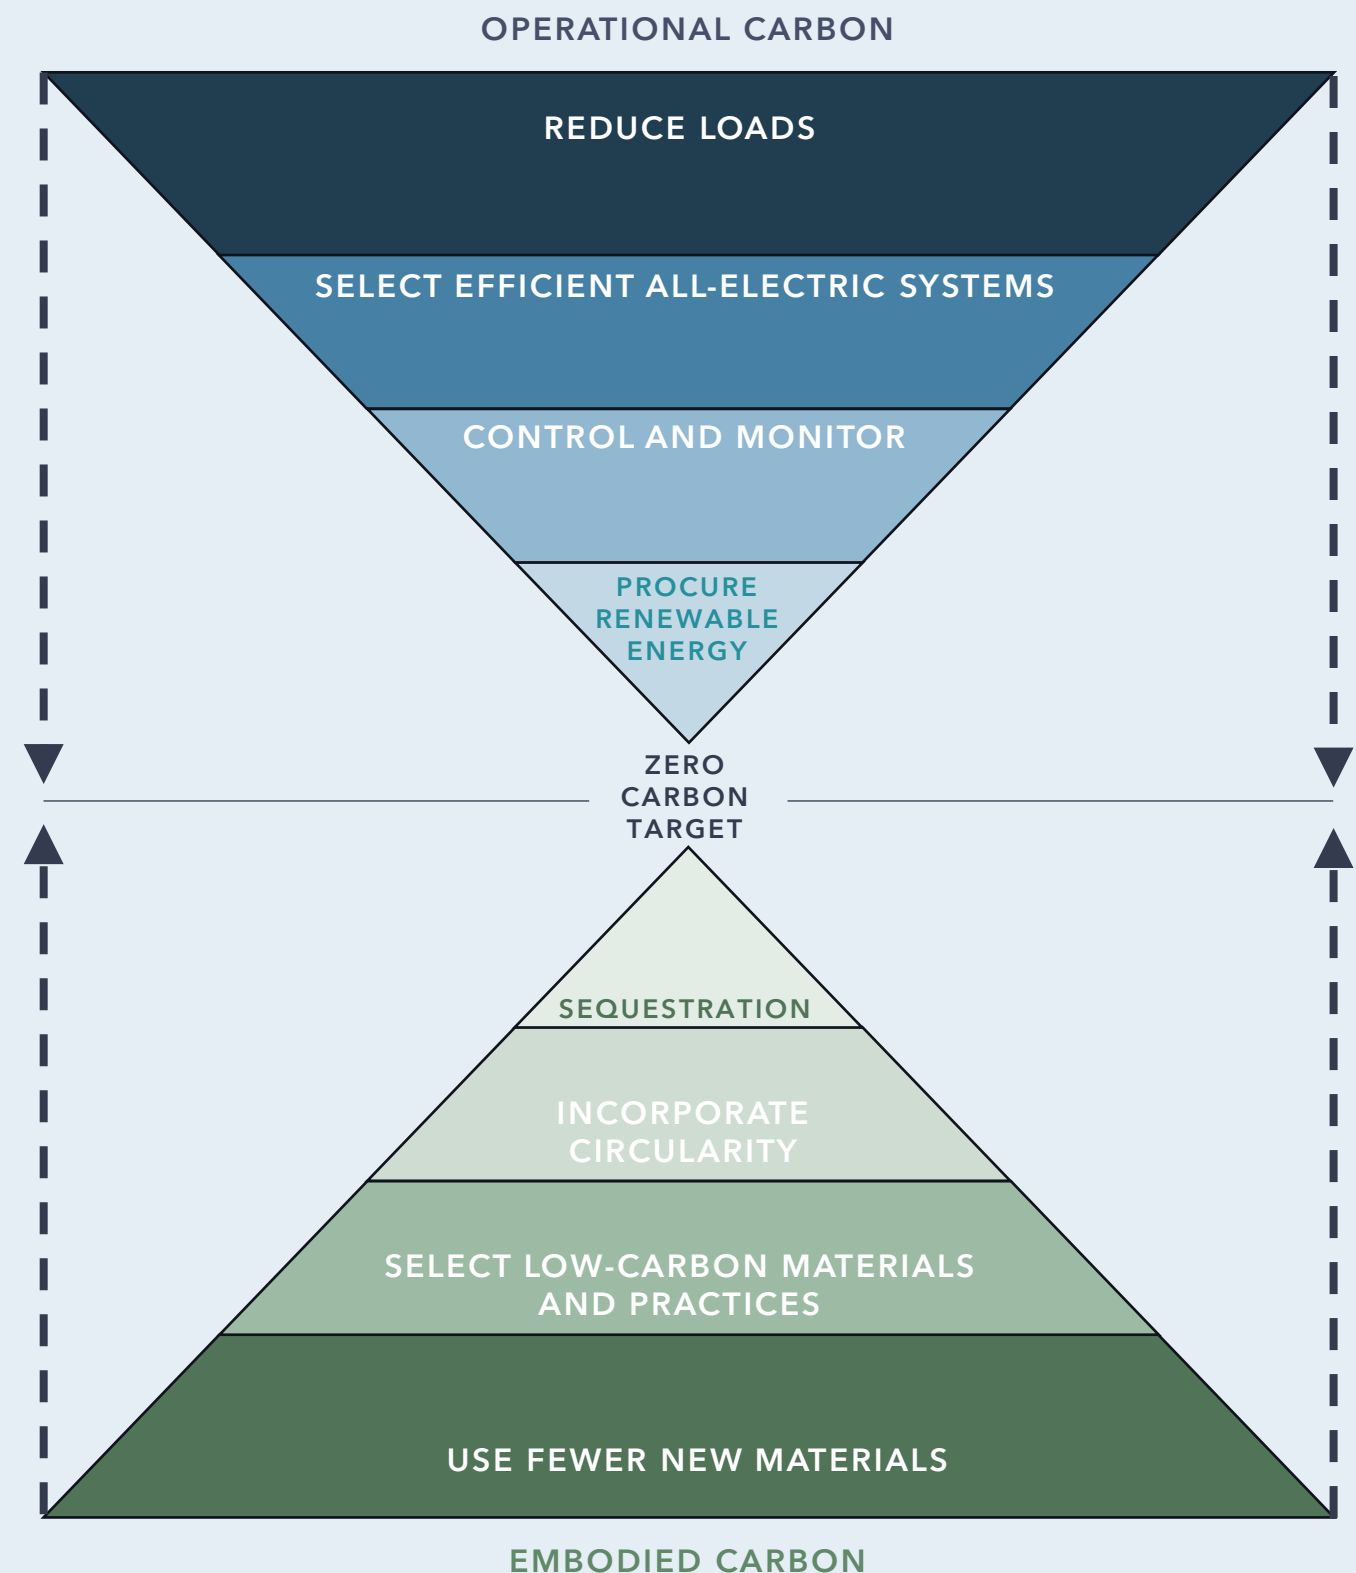 OPERATIONAL CARBON
REDUCE LOADS
SELECT EFFICIENT ALL-ELECTRIC SYSTEMS
CONTROL AND MONITOR
PROCURE
RENEWABLE
ENERGY
ZERO
CARBON
TARGET
SEQUESTRATION
INCORPORATE
CIRCULARITY
SELECT LOW-CARBON MATERIALS
AND PRACTICES
USE FEWER NEW MATERIALS
EMBODIED CARBON